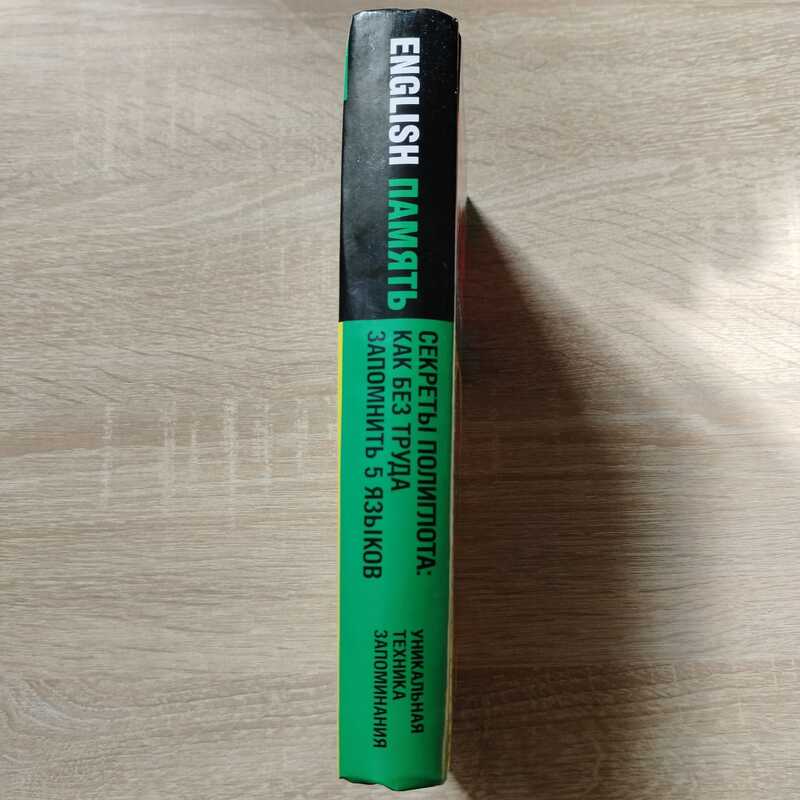 ENGLISH ПАМЯТЬ
СЕКРЕТЫ ПОЛИГЛОТА:
КАК БЕЗ ТРУДА
ЗАПОМНИТЬ 5 ЯЗЫКОВ
УНИКАЛЬНАЯ
ТЕХНИКА
ЗАПОМИНАНИЯ